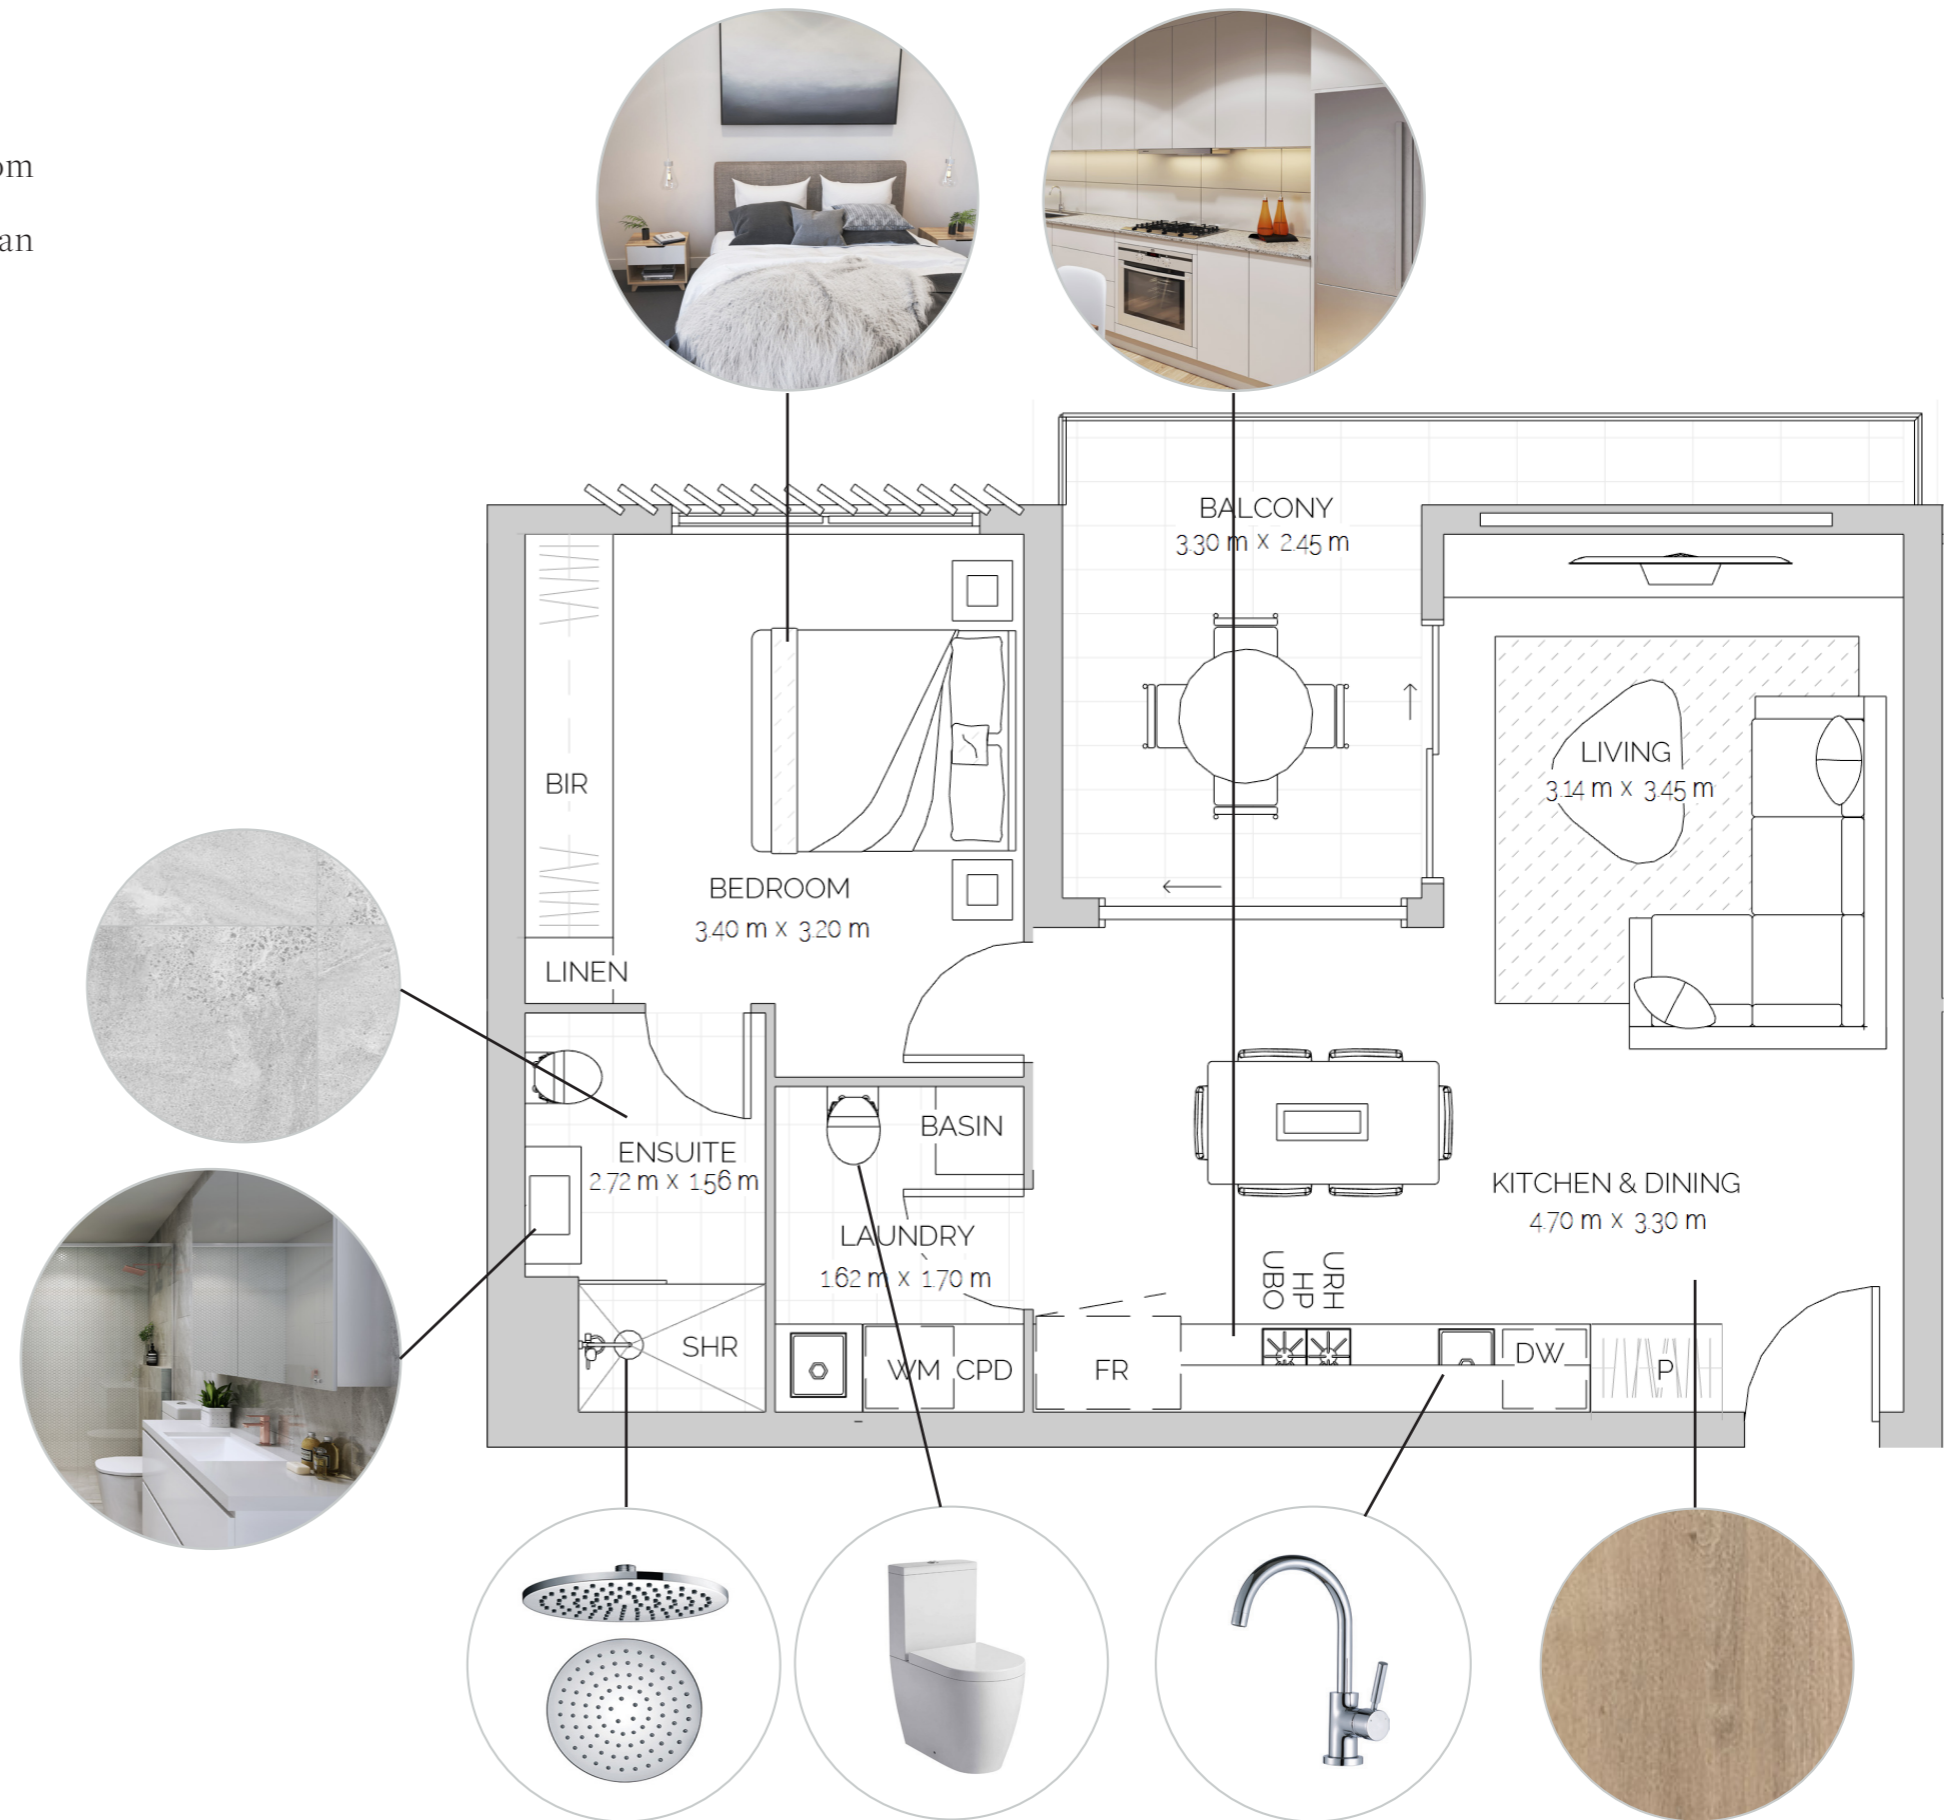 om
an
BALCONY
3.30 m x 2.45 m
LIVING
3.14 m x 3.45 m
BIR
BEDROOM
3.40 m x 3.20 m
LINEN
BASIN
ENSUITE
2.72 m x 1.56 m
KITCHEN & DINING
4.70 m x 3.30 m
LAUNDRY
1.62 m x 1.70 m
URH
HP
UBO
SHR
WM
CPD
FR
DW
P